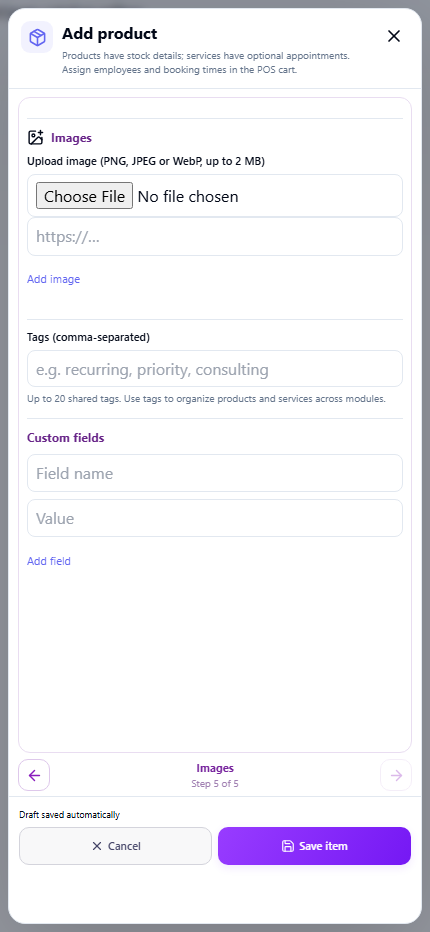 Add product
Products have stock details; services have optional appointments.
Assign employees and booking times in the POS cart.
Images
Upload image (PNG, JPEG or WebP, up to 2 MB)
Choose File No file chosen
https://...
Add image
Tags (comma-separated)
e.g. recurring, priority, consulting
Up to 20 shared tags. Use tags to organize products and services across modules.
Custom fields
Field name
Value
Add field
Images
Step 5 of 5
Draft saved automatically
Cancel
Save item